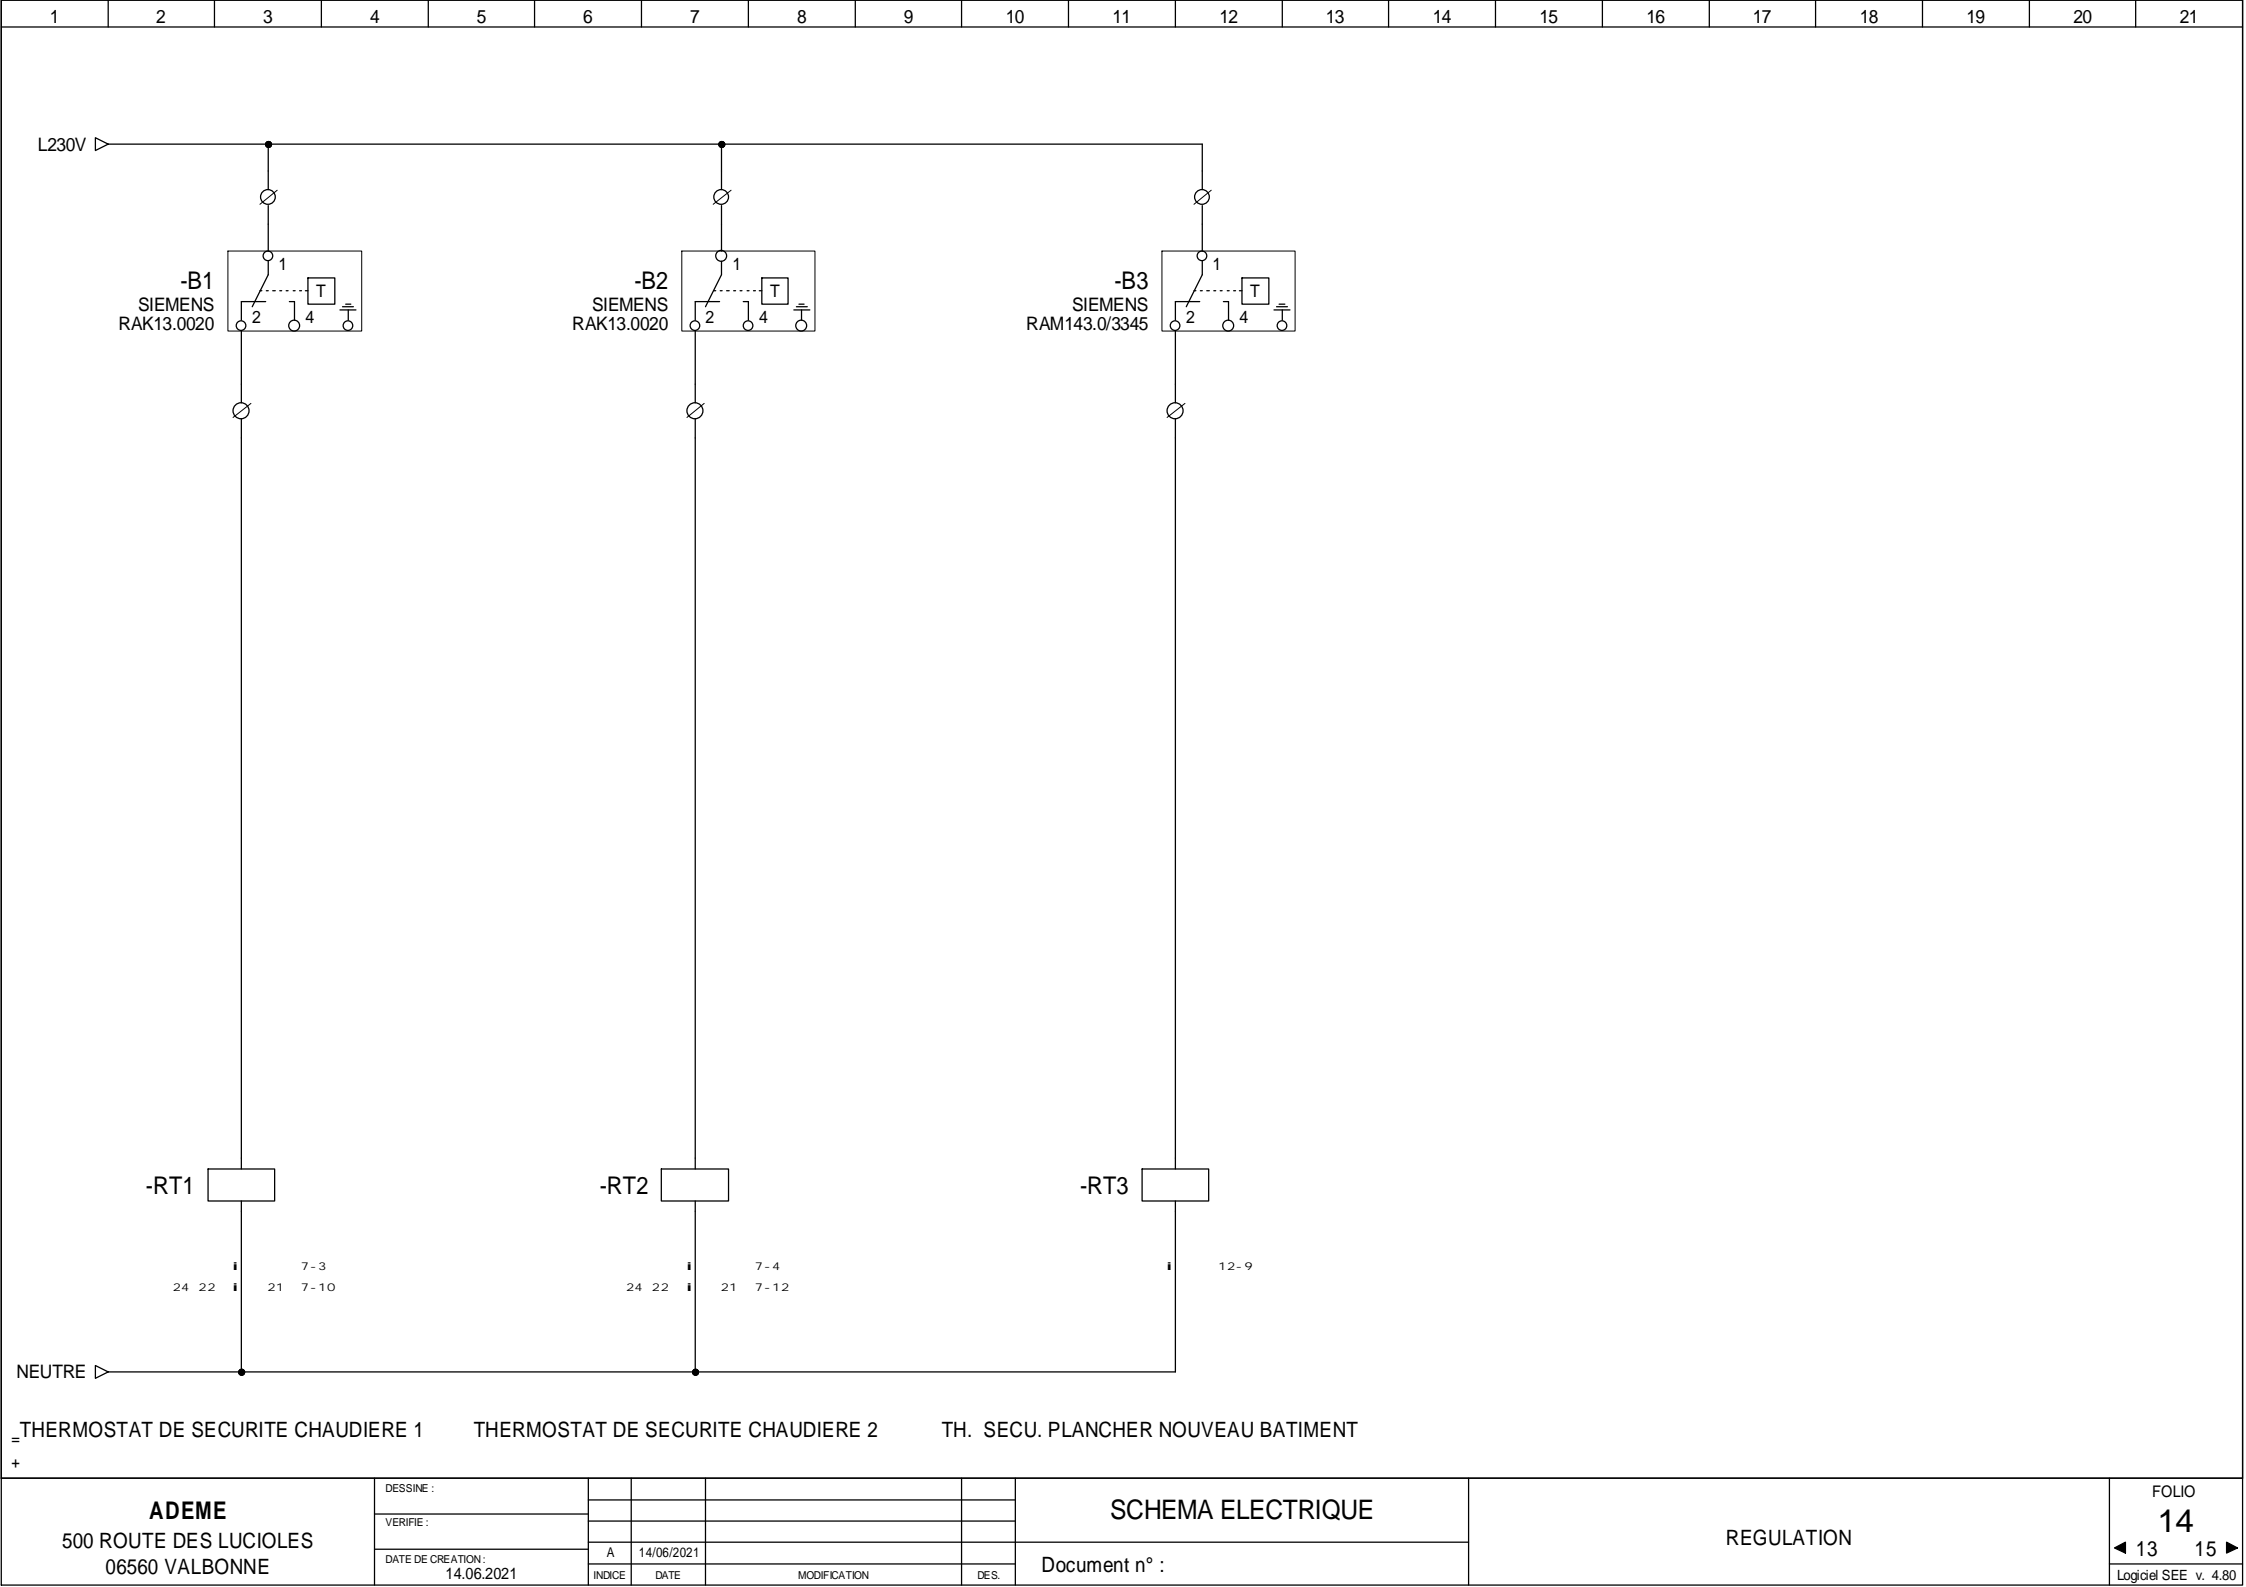 1 2 3 4 5 6 7 8 9 10 11 12 13 14 15 16 17 18 19 20 21
L230V
-B1
SIEMENS
RAK13.0020
1
T
2
4
-B2
SIEMENS
RAK13.0020
1
T
2
4
-B3
SIEMENS
RAM143.0/3345
1
T
2
4
-RT1
-RT2
-RT3
7-3
24 22 21 7-10
7-4
24 22 21 7-12
12-9
NEUTRE
=
THERMOSTAT DE SECURITE CHAUDIERE 1
THERMOSTAT DE SECURITE CHAUDIERE 2
TH. SECU. PLANCHER NOUVEAU BATIMENT
+
ADEME
500 ROUTE DES LUCIOLES
06560 VALBONNE
DESSINE :
VERIFIE :
DATE DE CREATION :
14.06.2021
A 14/06/2021
INDICE DATE MODIFICATION DES.
SCHEMA ELECTRIQUE
Document n° :
REGULATION
FOLIO
14
13 15
Logiciel SEE v. 4.80